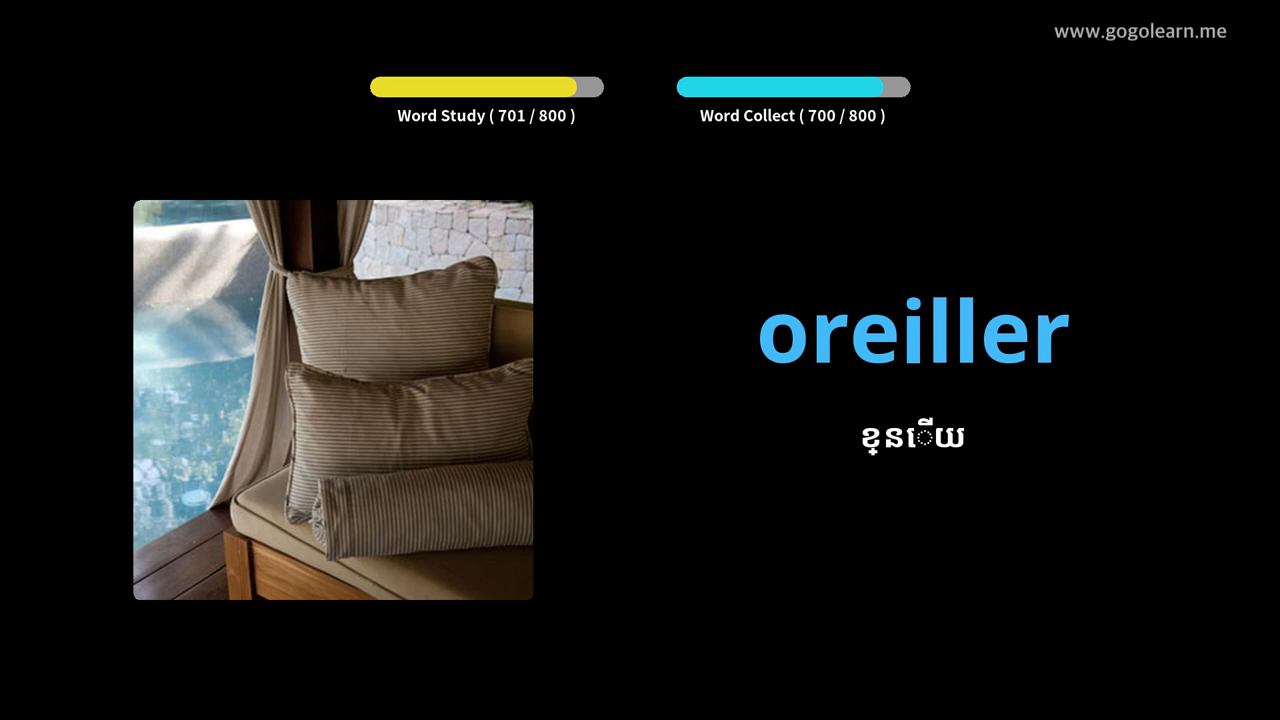 www.gogolearn.me
Word Study ( 701 / 800 )
Word Collect ( 700 / 800 )
oreiller
ខ្នើយ